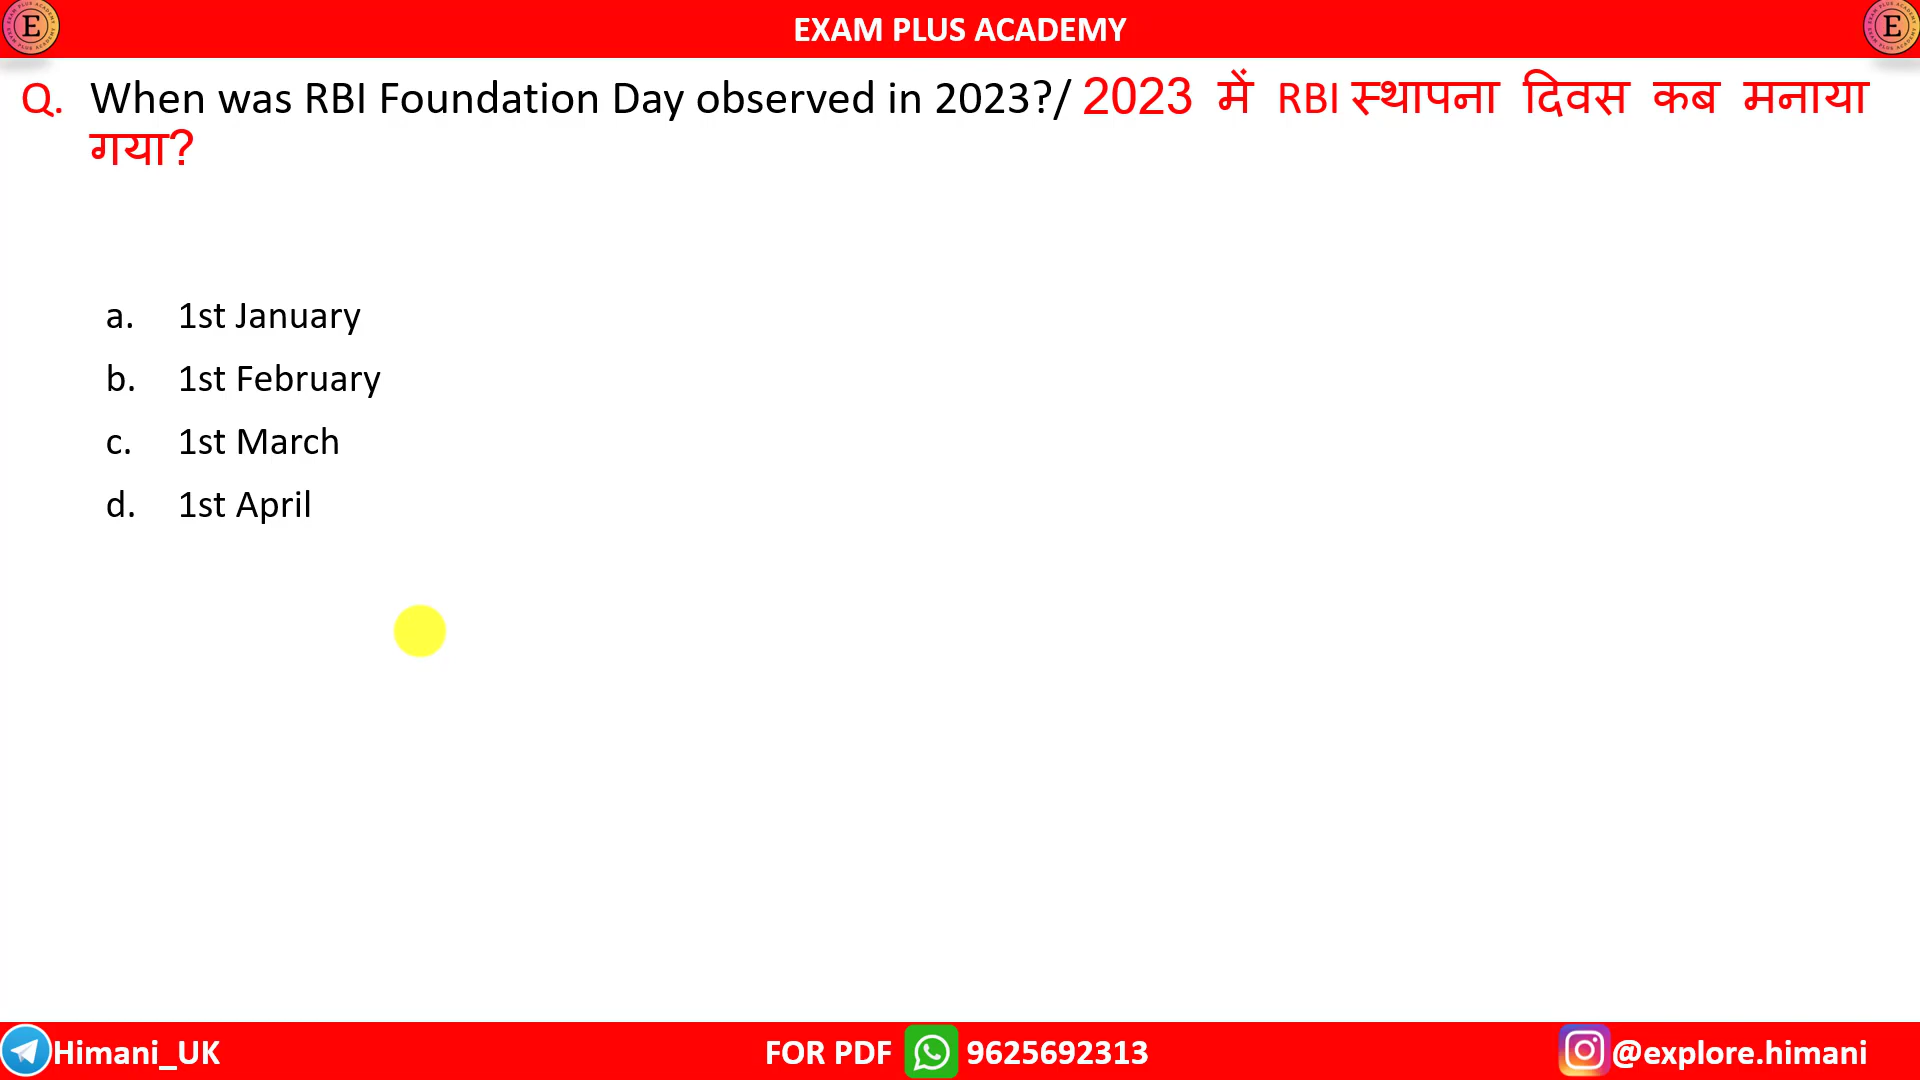 E
EXAM PLUS ACADEMY
E
Q. When was RBI Foundation Day observed in 2023?/ 2023 में RBI स्थापना दिवस कब मनाया
गया?
a. 1st January
b. 1st February
c. 1st March
d. 1st April
Himani_UK
FOR PDF 9625692313
@explore.himani